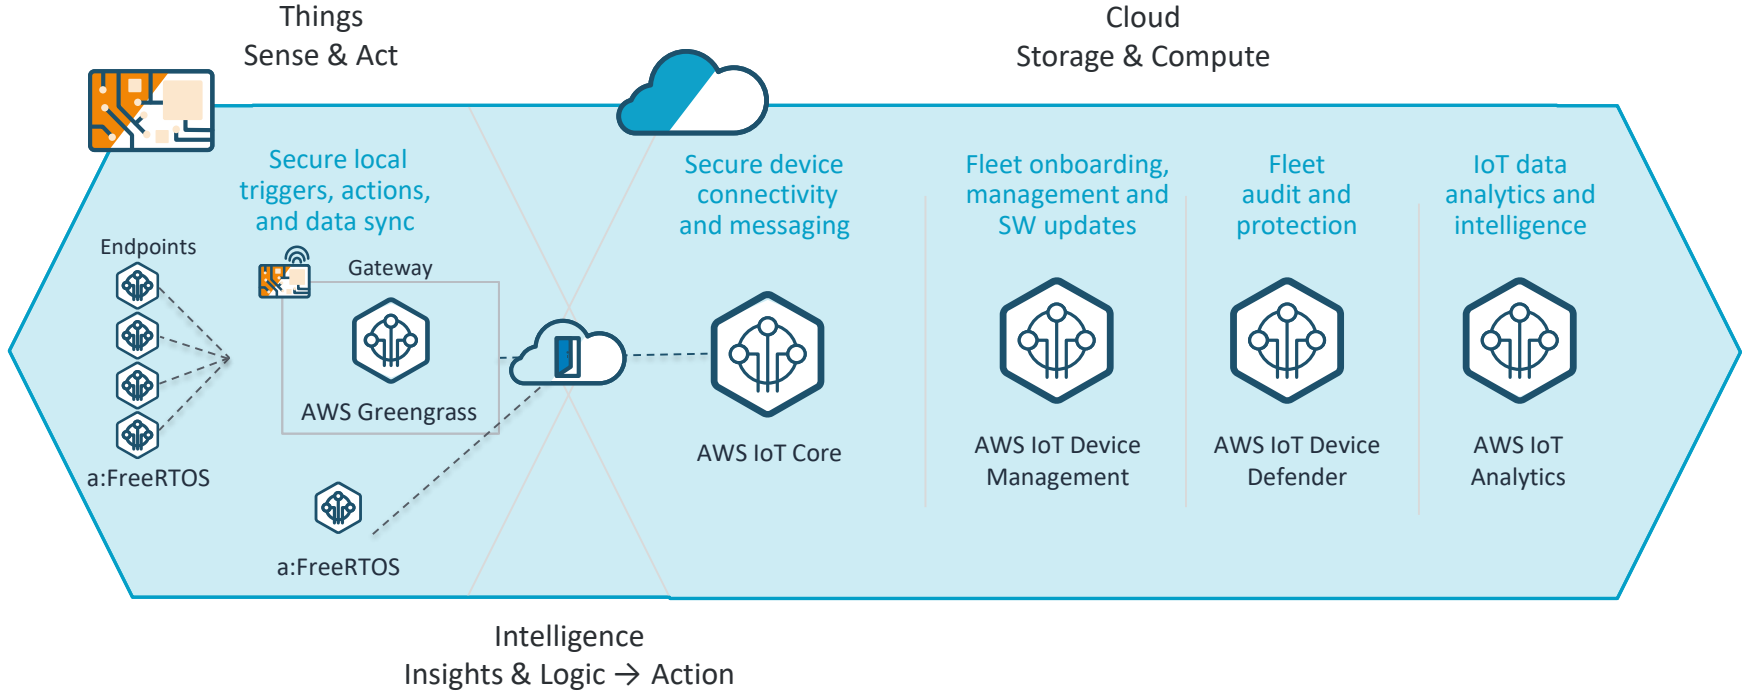 Things
Sense & Act
Cloud
Storage & Compute
Secure local
triggers, actions,
and data sync
Secure device
connectivity
and messaging
Fleet onboarding,
management and
SW updates
Fleet
audit and
protection
IoT data
analytics and
intelligence
Endpoints
a:FreeRTOS
Gateway
AWS Greengrass
a:FreeRTOS
AWS IoT Core
AWS IoT Device
Management
AWS IoT Device
Defender
AWS IoT
Analytics
Intelligence
Insights & Logic → Action